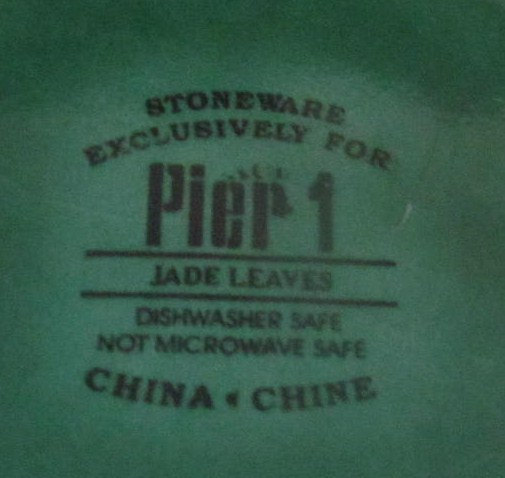 STONEWARE
EXCLUSIVELY FOR
Pier 1
JADE LEAVES
DISHWASHER SAFE
NOT MICROWAVE SAFE
CHINA • CHINE